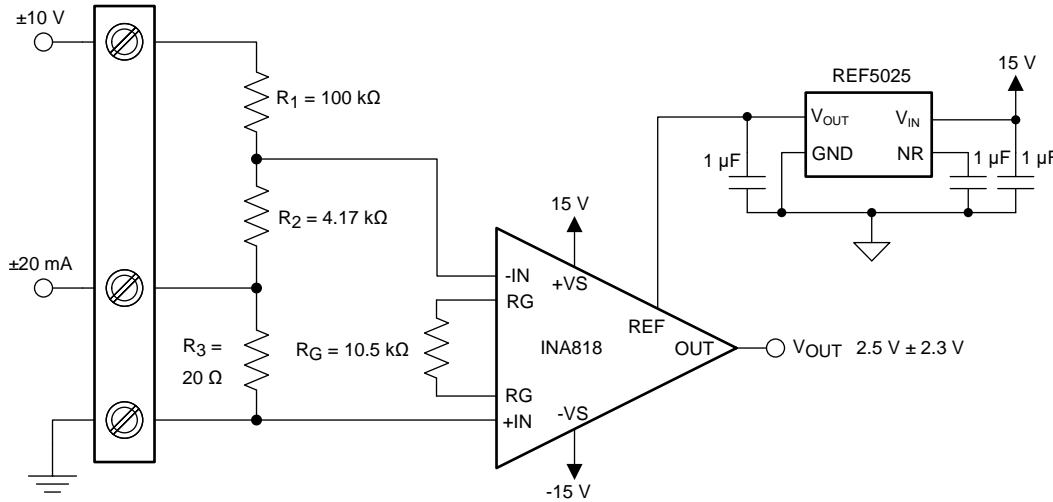 ±10 V
R1 = 100 kΩ
R2 = 4.17 kΩ
±20 mA
R3 =
20 Ω
RG = 10.5 kΩ
-IN
RG
RG
+IN
15 V
+VS
REF
INA818
OUT
-VS
-15 V
VOUT 2.5 V ± 2.3 V
REF5025
VOUT
VIN
GND
NR
15 V
1 µF
1 µF
1 µF